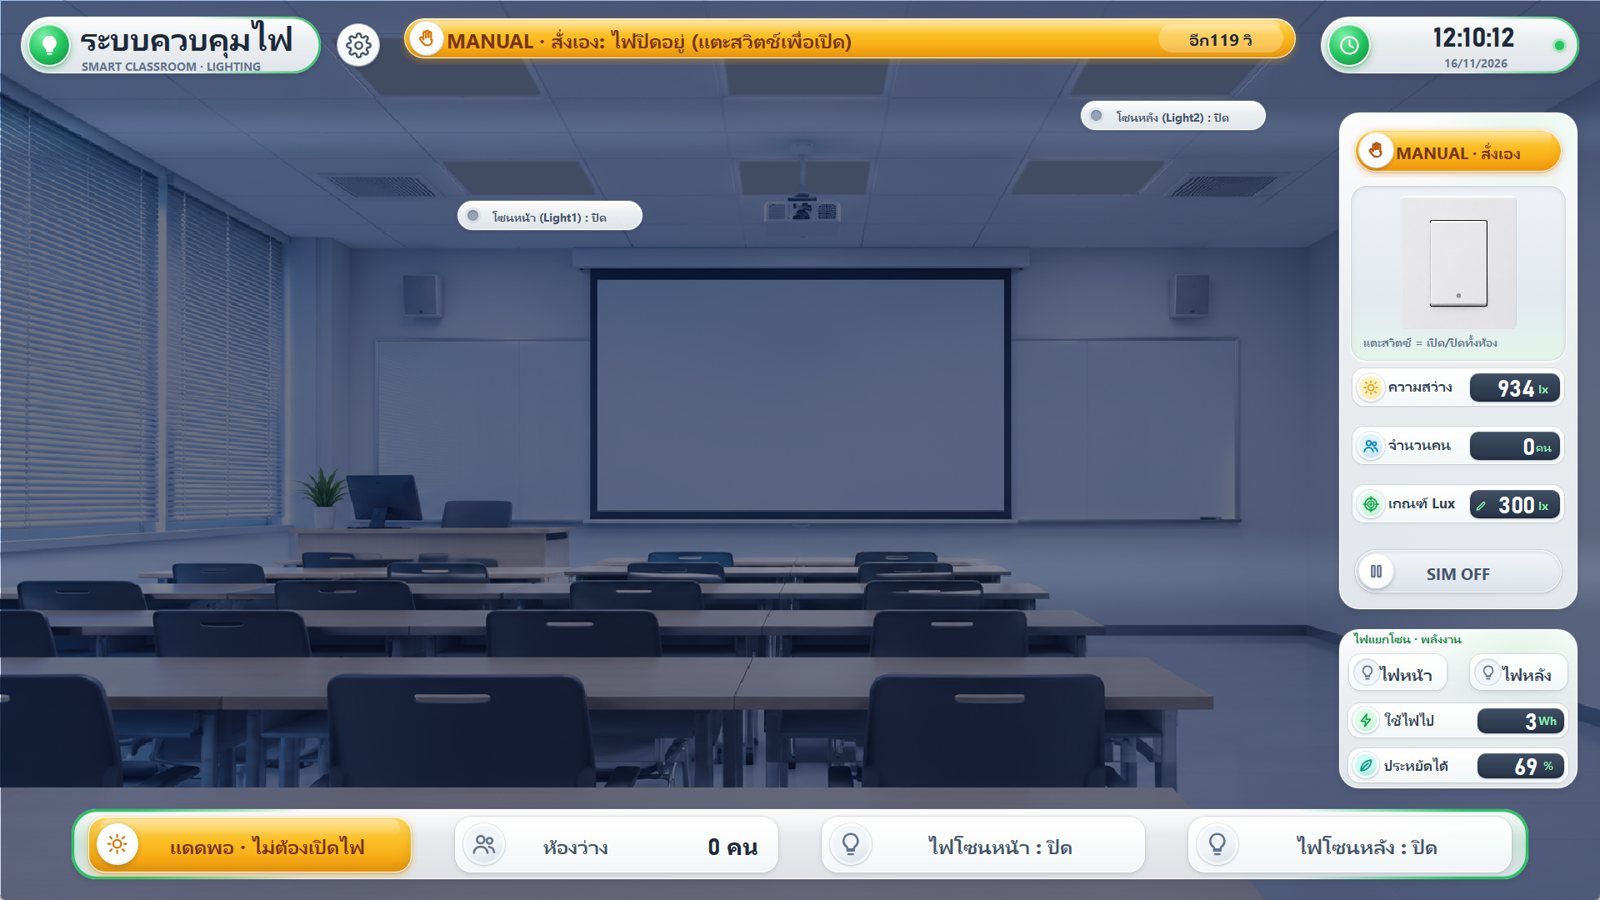 ระบบควบคุมไฟ
SMART CLASSROOM · LIGHTING
MANUAL · สั่งเอง: ไฟปิดอยู่ (แตะสวิตซ์เพื่อเปิด)
อีก119 วิ
12:10:12
16/11/2026
โซนหลัง (Light2) : ปิด
โซนหน้า (Light1) : ปิด
MANUAL · สั่งเอง
แตะสวิตซ์ = เปิด/ปิดทั้งห้อง
ความสว่าง 934 lx
จำนวนคน 0 คน
เกณฑ์ Lux 300 lx
SIM OFF
ไฟแยกโซน · พลังงาน
ไฟหน้า ไฟหลัง
ใช้ไฟไป 3 Wh
ประหยัดได้ 69 %
แดดพอ · ไม่ต้องเปิดไฟ
ห้องว่าง 0 คน
ไฟโซนหน้า : ปิด
ไฟโซนหลัง : ปิด